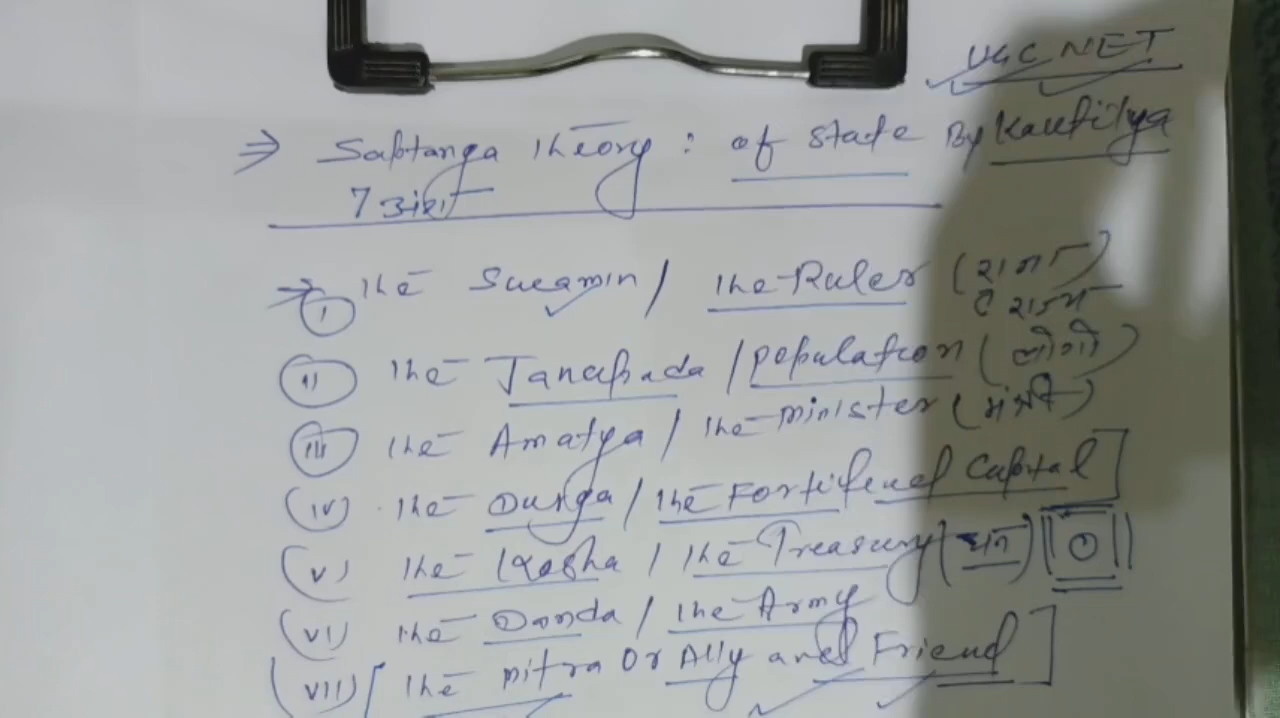 UGC NET
⇒ Saptanga Theory : of state By Kautilya
7 अंग
→ (i) The Swamin / The Ruler (राजा
(ii) The Janapada / population (लोगों)
(iii) The Amatya / The Minister (मंत्री)
(iv) The Durga / The Fortified Capital]
(v) The Kosha / The Treasury (धन)
(vi) The Danda / The Army
(vii) [The Mitra Or Ally and Friend]